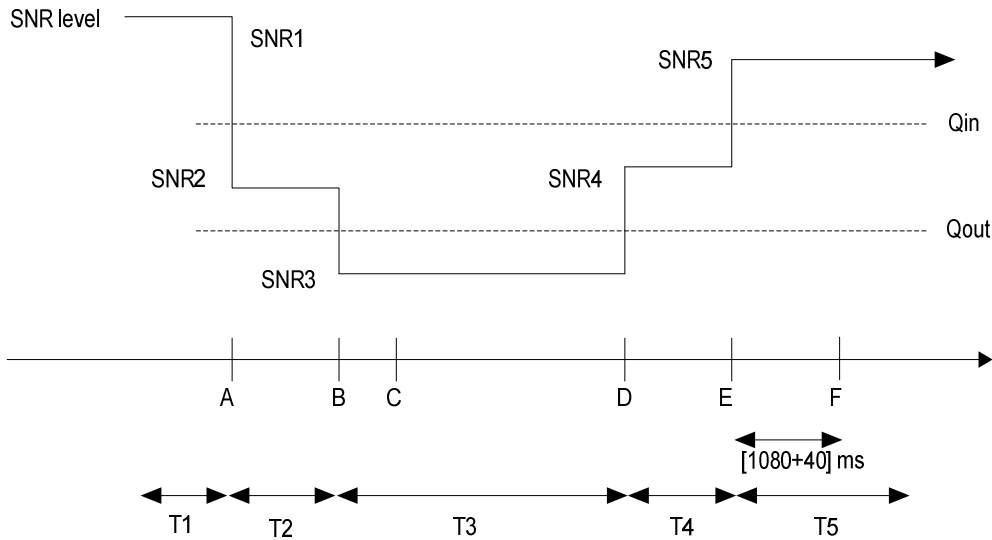 SNR level
SNR1
SNR5
Qin
SNR2
SNR4
Qout
SNR3
A
B
C
D
E
F
[1080+40] ms
T1
T2
T3
T4
T5